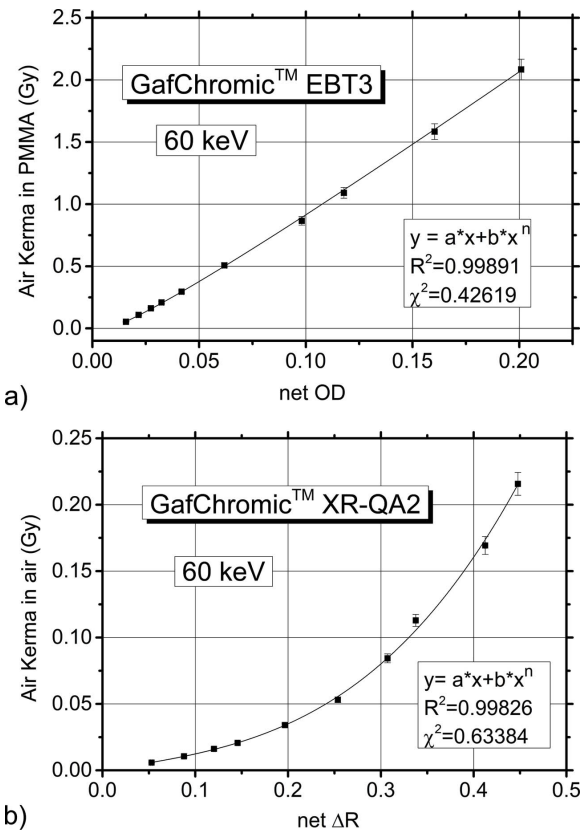 2.5
2.0
1.5
1.0
0.5
0.0
Air Kerma in PMMA (Gy)
GafChromic™ EBT3
60 keV
y = a*x+b*x^n
R²=0.99891
χ²=0.42619
0.00 0.05 0.10 0.15 0.20
net OD
a)
0.25
0.20
0.15
0.10
0.05
0.00
Air Kerma in air (Gy)
GafChromic™ XR-QA2
60 keV
y= a*x+b*x^n
R²=0.99826
χ²=0.63384
0.0 0.1 0.2 0.3 0.4 0.5
net ΔR
b)